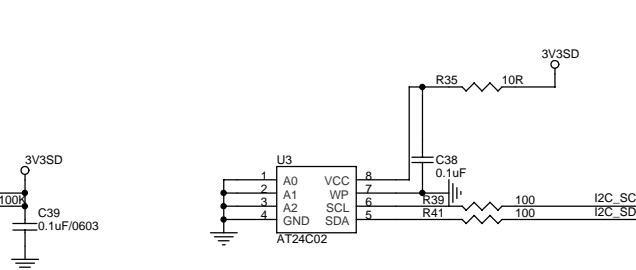 3V3SD
R35 10R
3V3SD
100K
C39
0.1uF/0603
U3
C38
0.1uF
1 A0 VCC 8
2 A1 WP 7
3 A2 SCL 6 R39 100 I2C_SC
4 GND SDA 5 R41 100 I2C_SD
AT24C02